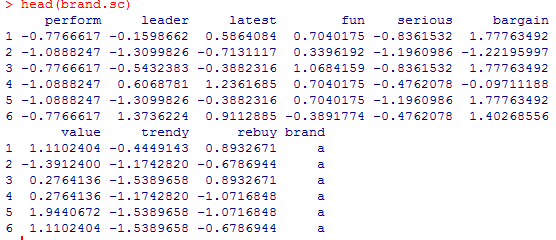 > head(brand.sc)
perform leader latest fun serious bargain
1 -0.7766617 -0.1598662 0.5864084 0.7040175 -0.8361532 1.77763492
2 -1.0888247 -1.3099826 -0.7131117 0.3396192 -1.1960986 -1.22195997
3 -0.7766617 -0.5432383 -0.3882316 1.0684159 -0.8361532 1.77763492
4 -1.0888247 0.6068781 1.2361685 0.7040175 -0.4762078 -0.09711188
5 -1.0888247 -1.3099826 -0.3882316 0.7040175 -1.1960986 1.77763492
6 -0.7766617 1.3736224 0.9112885 -0.3891774 -0.4762078 1.40268556
value trendy rebuy brand
1 1.1102404 -0.4449143 0.8932671 a
2 -1.3912400 -1.1742820 -0.6786944 a
3 0.2764136 -1.5389658 0.8932671 a
4 0.2764136 -1.1742820 -1.0716848 a
5 1.9440672 -1.5389658 -1.0716848 a
6 1.1102404 -1.5389658 -0.6786944 a